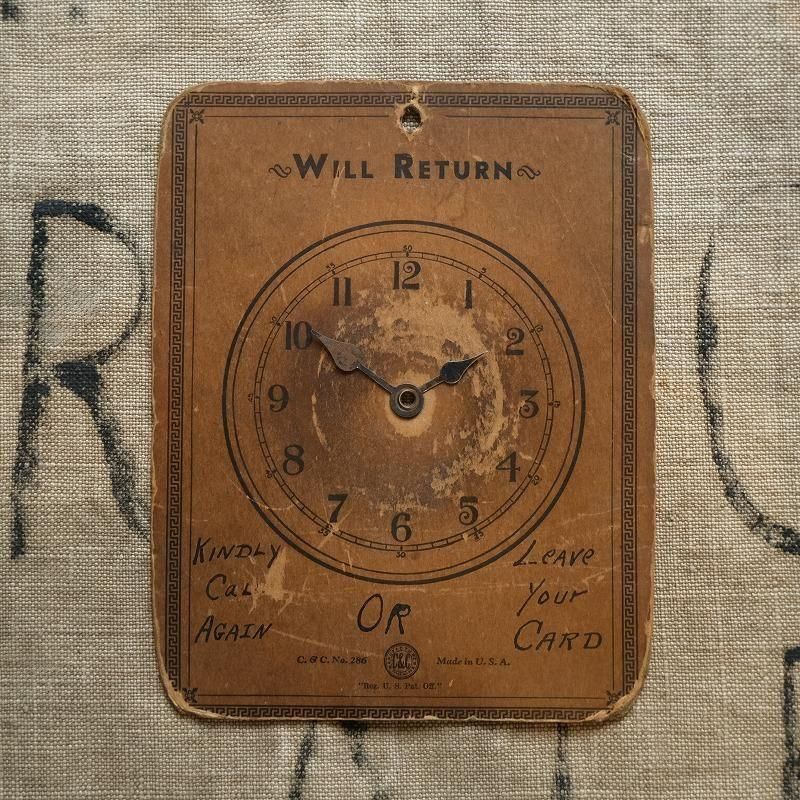 Will Return
12
11 1
10 2
9 3
8 4
7 5
6
Kindly
Call
Again
OR
Leave
Your
Card
C. & C. No. 286
C&C
Made in U. S. A.
"Reg. U. S. Pat. Off."
R